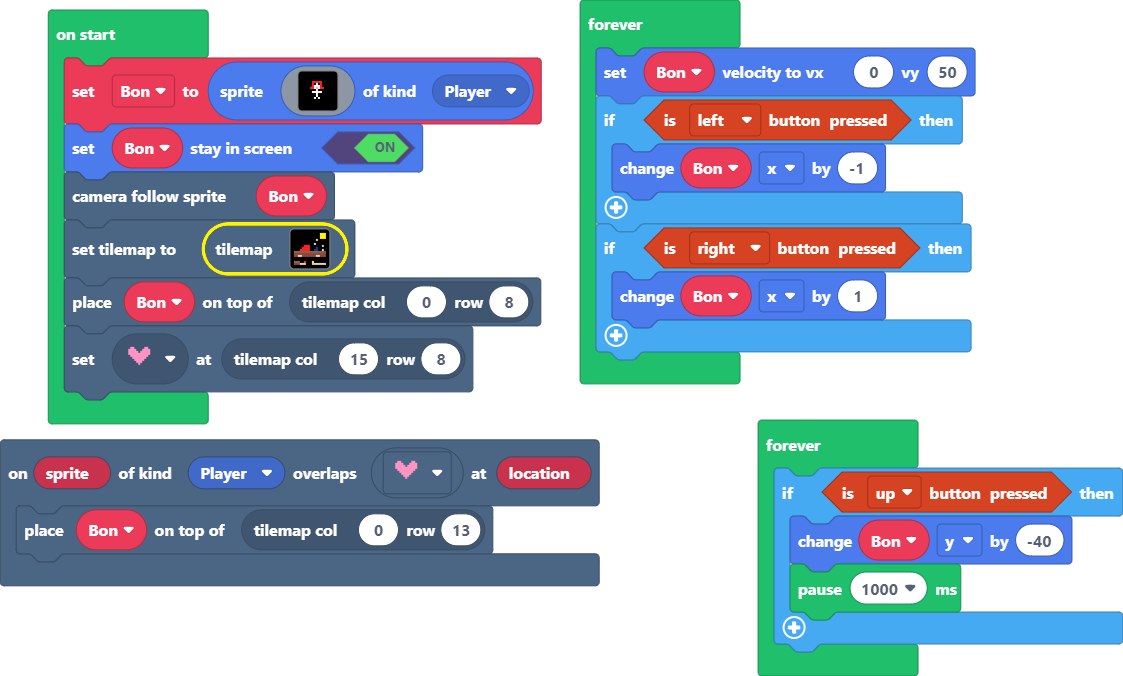 on start
set Bon to sprite of kind Player
set Bon stay in screen ON
camera follow sprite Bon
set tilemap to tilemap
place Bon on top of tilemap col 0 row 8
set at tilemap col 15 row 8
forever
set Bon velocity to vx 0 vy 50
if is left button pressed then
change Bon x by -1
if is right button pressed then
change Bon x by 1
on sprite of kind Player overlaps at location
place Bon on top of tilemap col 0 row 13
forever
if is up button pressed then
change Bon y by -40
pause 1000 ms